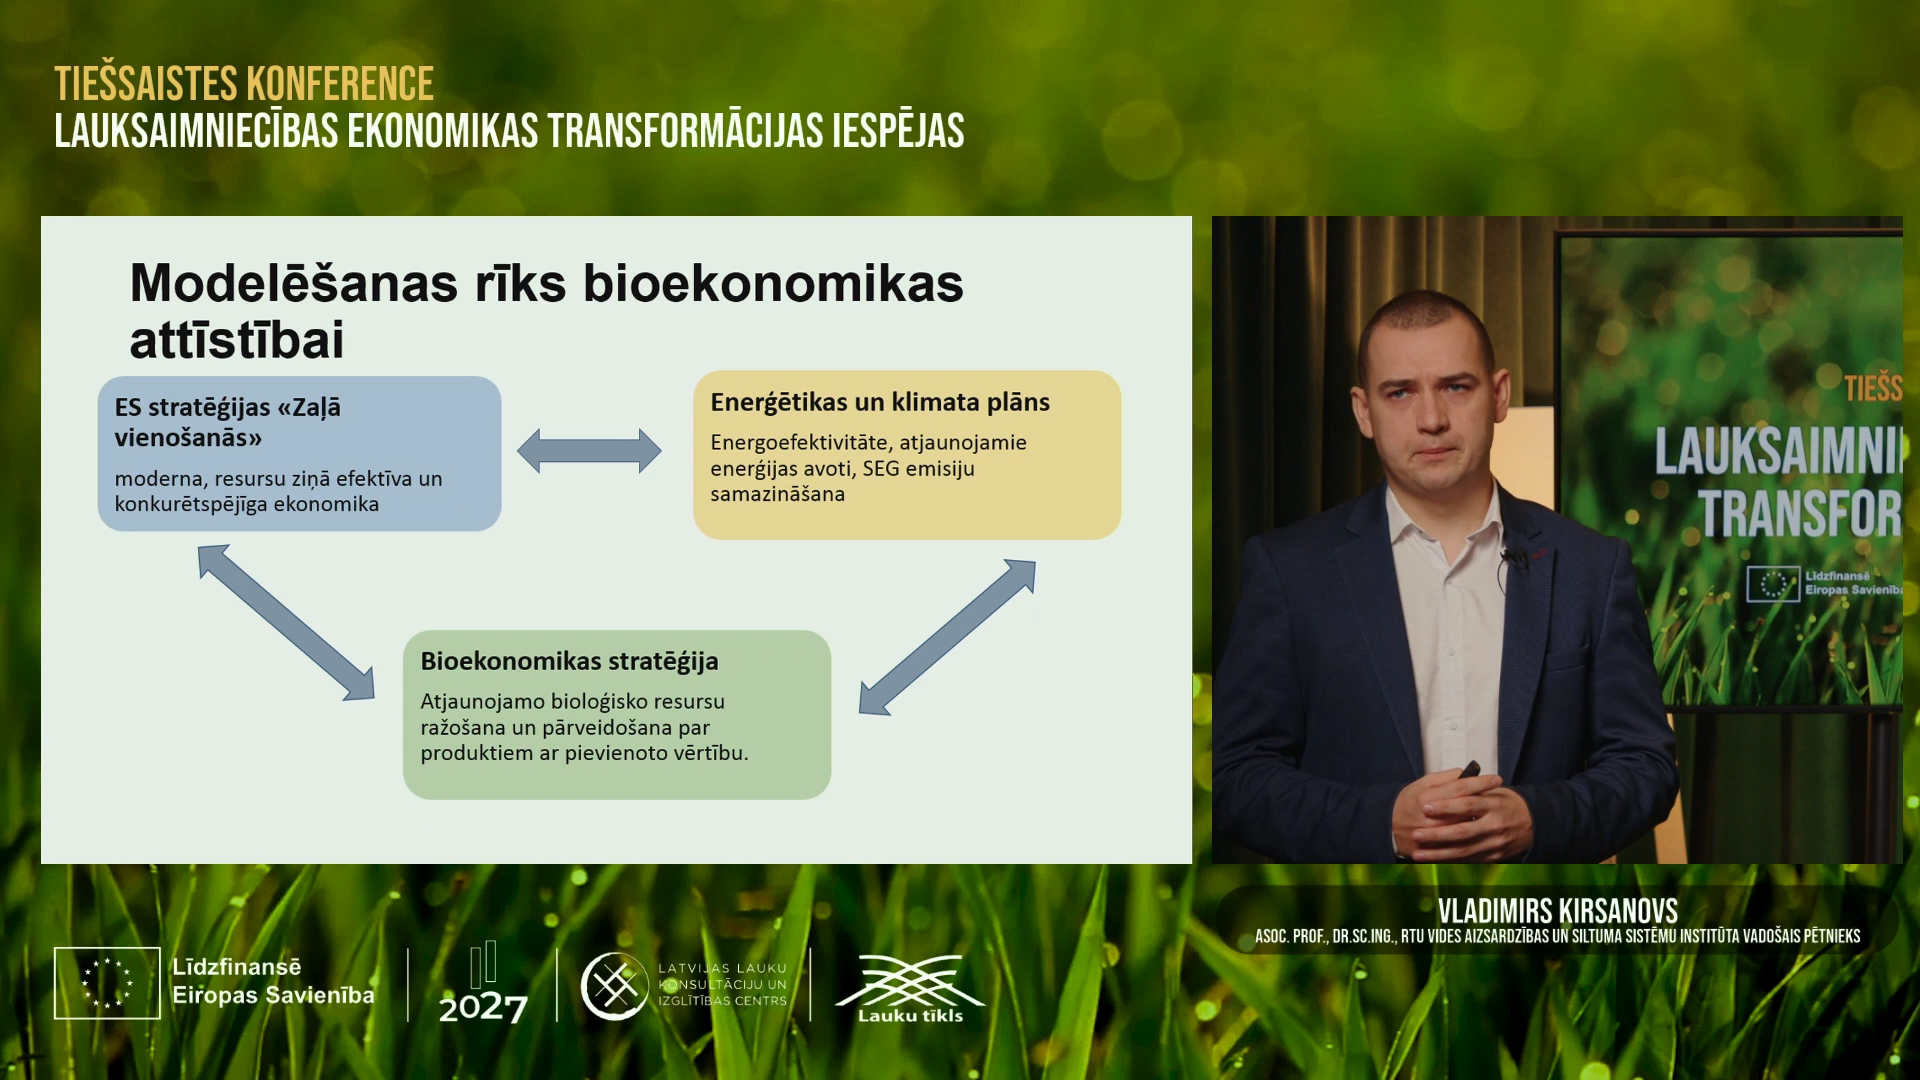 TIEŠSAISTES KONFERENCE
LAUKSAIMNIECĪBAS EKONOMIKAS TRANSFORMĀCIJAS IESPĒJAS
Modelēšanas rīks bioekonomikas
attīstībai
ES stratēģijas «Zaļā
vienošanās»
moderna, resursu ziņā efektīva un
konkurētspējīga ekonomika
Enerģētikas un klimata plāns
Energoefektivitāte, atjaunojamie
enerģijas avoti, SEG emisiju
samazināšana
Bioekonomikas stratēģija
Atjaunojamo bioloģisko resursu
ražošana un pārveidošana par
produktiem ar pievienoto vērtību.
TIEŠS
LAUKSAIMNI
TRANSFOR
Līdzfinansē
Eiropas Savienība
VLADIMIRS KIRSANOVS
ASOC. PROF., DR.SC.ING., RTU VIDES AIZSARDZĪBAS UN SILTUMA SISTĒMU INSTITŪTA VADOŠAIS PĒTNIEKS
Līdzfinansē
Eiropas Savienība
2027
LATVIJAS LAUKU
KONSULTĀCIJU UN
IZGLĪTĪBAS CENTRS
Lauku tīkls